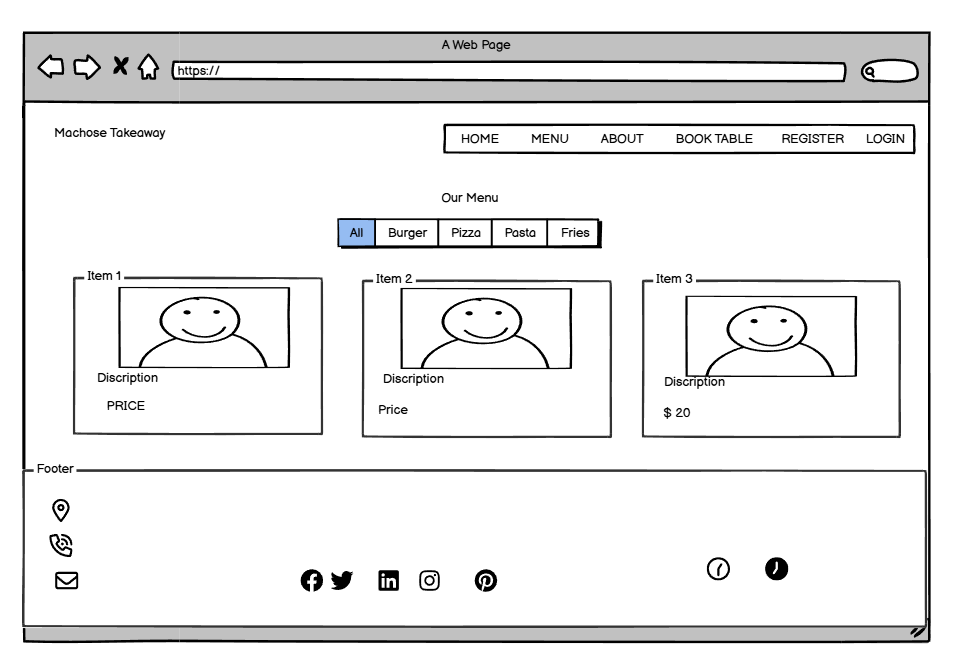 A Web Page
https://
Machose Takeaway
HOME MENU ABOUT BOOK TABLE REGISTER LOGIN
Our Menu
All Burger Pizza Pasta Fries
Item 1 Item 2 Item 3
Discription Discription Discription
PRICE Price $ 20
Footer